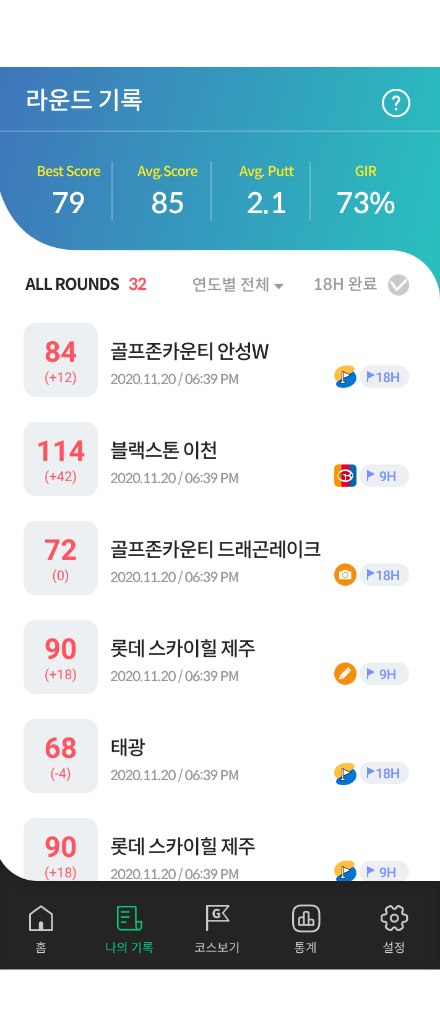 라운드 기록
?
Best Score Avg.Score Avg. Putt GIR
79 85 2.1 73%
ALL ROUNDS 32 연도별 전체 18H 완료
84 골프존카운티 안성W
(+12) 2020.11.20 / 06:39 PM 18H
114 블랙스톤 이천
(+42) 2020.11.20 / 06:39 PM 9H
72 골프존카운티 드래곤레이크
(0) 2020.11.20 / 06:39 PM 18H
90 롯데 스카이힐 제주
(+18) 2020.11.20 / 06:39 PM 9H
68 태광
(-4) 2020.11.20 / 06:39 PM 18H
90 롯데 스카이힐 제주
(+18) 2020.11.20 / 06:39 PM 9H
G
홈 나의 기록 코스보기 통계 설정